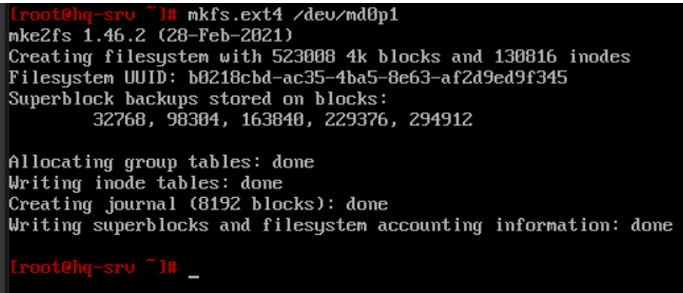 [root@hq-srv ~]# mkfs.ext4 /dev/md0p1
mke2fs 1.46.2 (28-Feb-2021)
Creating filesystem with 523008 4k blocks and 130816 inodes
Filesystem UUID: b0218cbd-ac35-4ba5-8e63-af2d9ed9f345
Superblock backups stored on blocks:
        32768, 98304, 163840, 229376, 294912

Allocating group tables: done
Writing inode tables: done
Creating journal (8192 blocks): done
Writing superblocks and filesystem accounting information: done

[root@hq-srv ~]# _